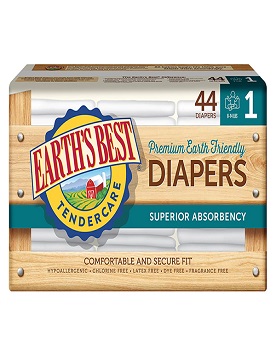 44
DIAPERS
1
EARTH'S BEST
TENDERCARE
Premium Earth Friendly
DIAPERS
SUPERIOR ABSORBENCY
COMFORTABLE AND SECURE FIT
HYPOALLERGENIC • CHLORINE FREE • LATEX FREE • DYE FREE • FRAGRANCE FREE